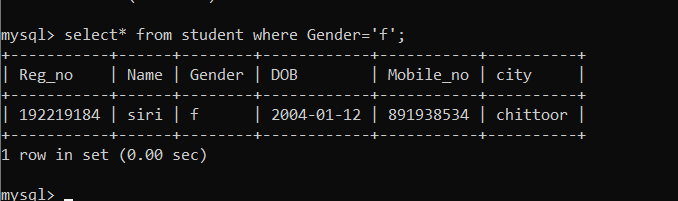 mysql> select* from student where Gender='f';
+-----------+------+--------+------------+-----------+----------+
| Reg_no    | Name | Gender | DOB        | Mobile_no | city     |
+-----------+------+--------+------------+-----------+----------+
| 192219184 | siri | f      | 2004-01-12 | 891938534 | chittoor |
+-----------+------+--------+------------+-----------+----------+
1 row in set (0.00 sec)
mysql> _